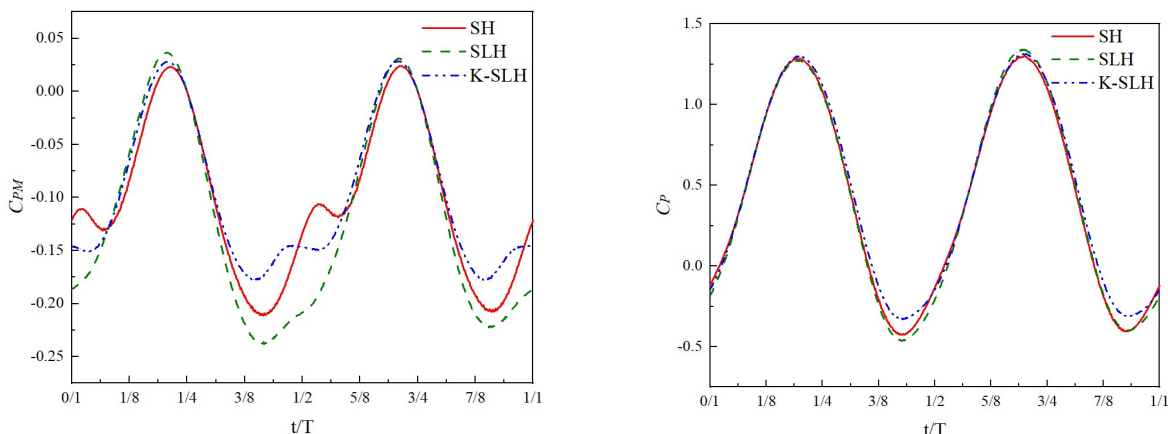 0.05
0.00
-0.05
-0.10
-0.15
-0.20
-0.25
C_PM
SH
SLH
K-SLH
0/1 1/8 1/4 3/8 1/2 5/8 3/4 7/8 1/1
t/T
1.5
1.0
0.5
0.0
-0.5
C_P
SH
SLH
K-SLH
0/1 1/8 1/4 3/8 1/2 5/8 3/4 7/8 1/1
t/T